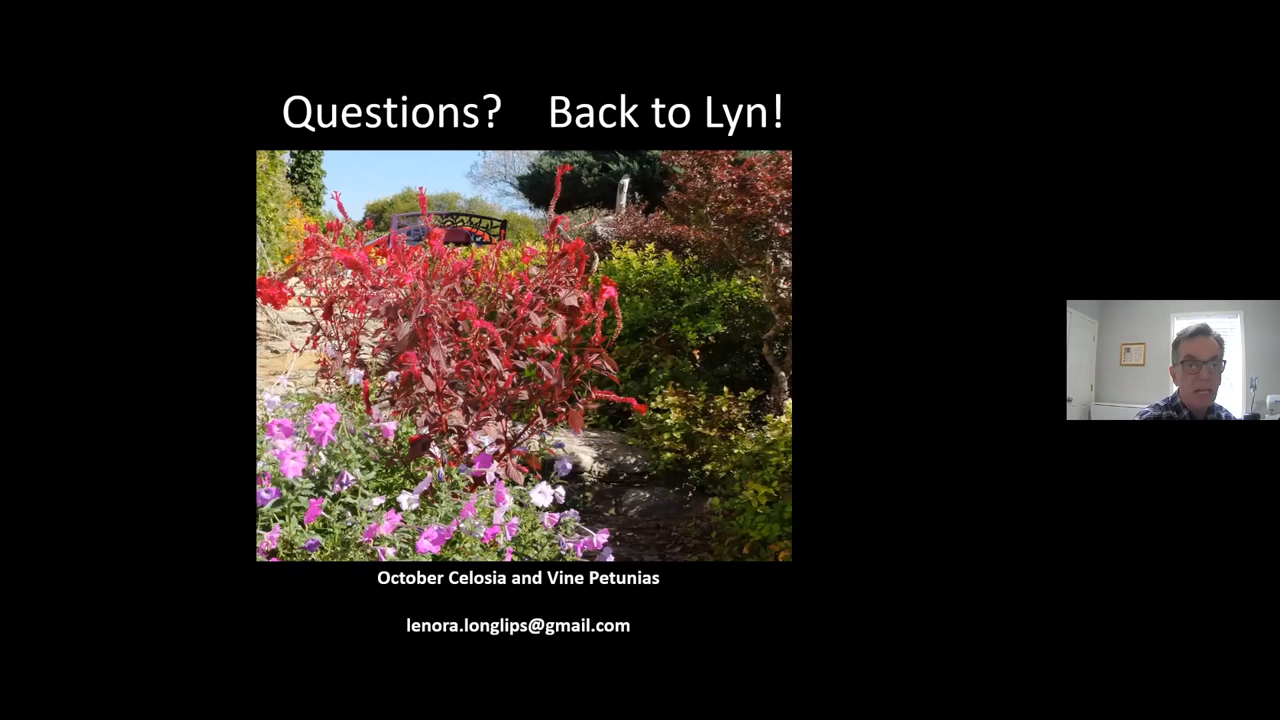 Questions? Back to Lyn!
October Celosia and Vine Petunias
lenora.longlips@gmail.com